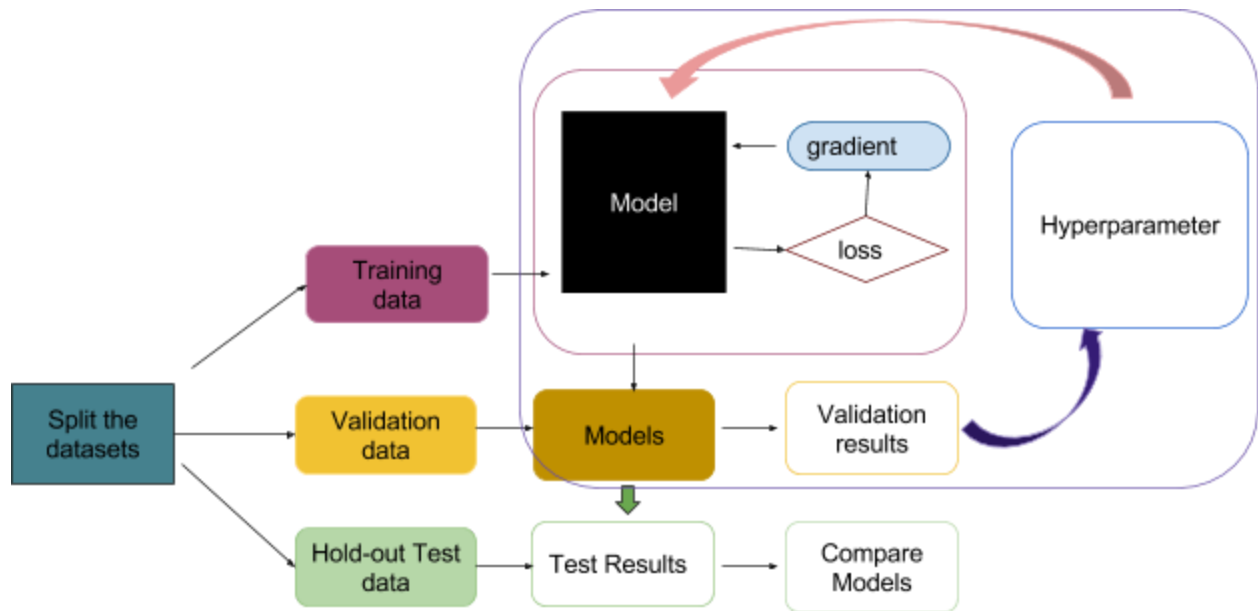 gradient
Model
loss
Hyperparameter
Training
data
Split the
datasets
Validation
data
Models
Validation
results
Hold-out Test
data
Test Results
Compare
Models